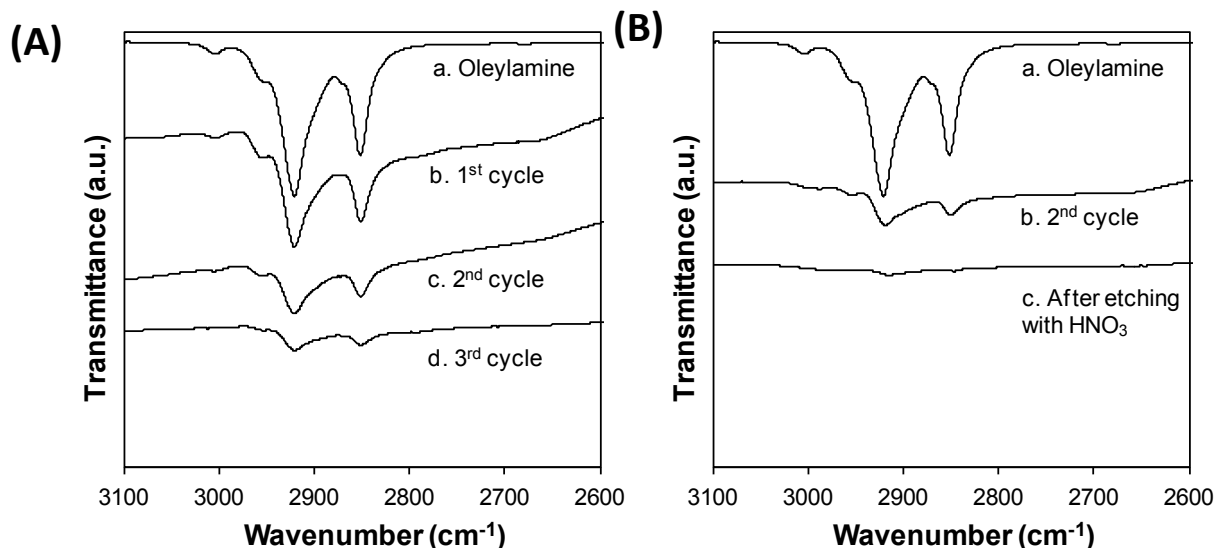 (A)
Transmittance (a.u.)
a. Oleylamine
b. 1st cycle
c. 2nd cycle
d. 3rd cycle
3100 3000 2900 2800 2700 2600
Wavenumber (cm-1)
(B)
Transmittance (a.u.)
a. Oleylamine
b. 2nd cycle
c. After etching
with HNO3
3100 3000 2900 2800 2700 2600
Wavenumber (cm-1)